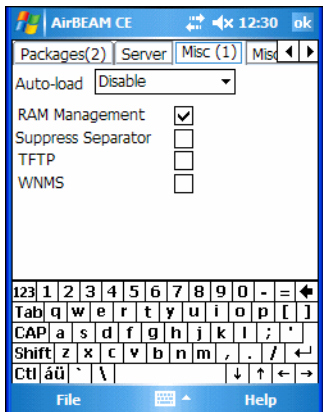 AirBEAM CE 12:30 ok
Packages(2) Server Misc (1) Misc
Auto-load Disable
RAM Management
Suppress Separator
TFTP
WNMS
123 1 2 3 4 5 6 7 8 9 0 - =
Tab q w e r t y u i o p [ ]
CAP a s d f g h j k l ; '
Shift z x c v b n m , . /
Ctl áü ` \
File Help